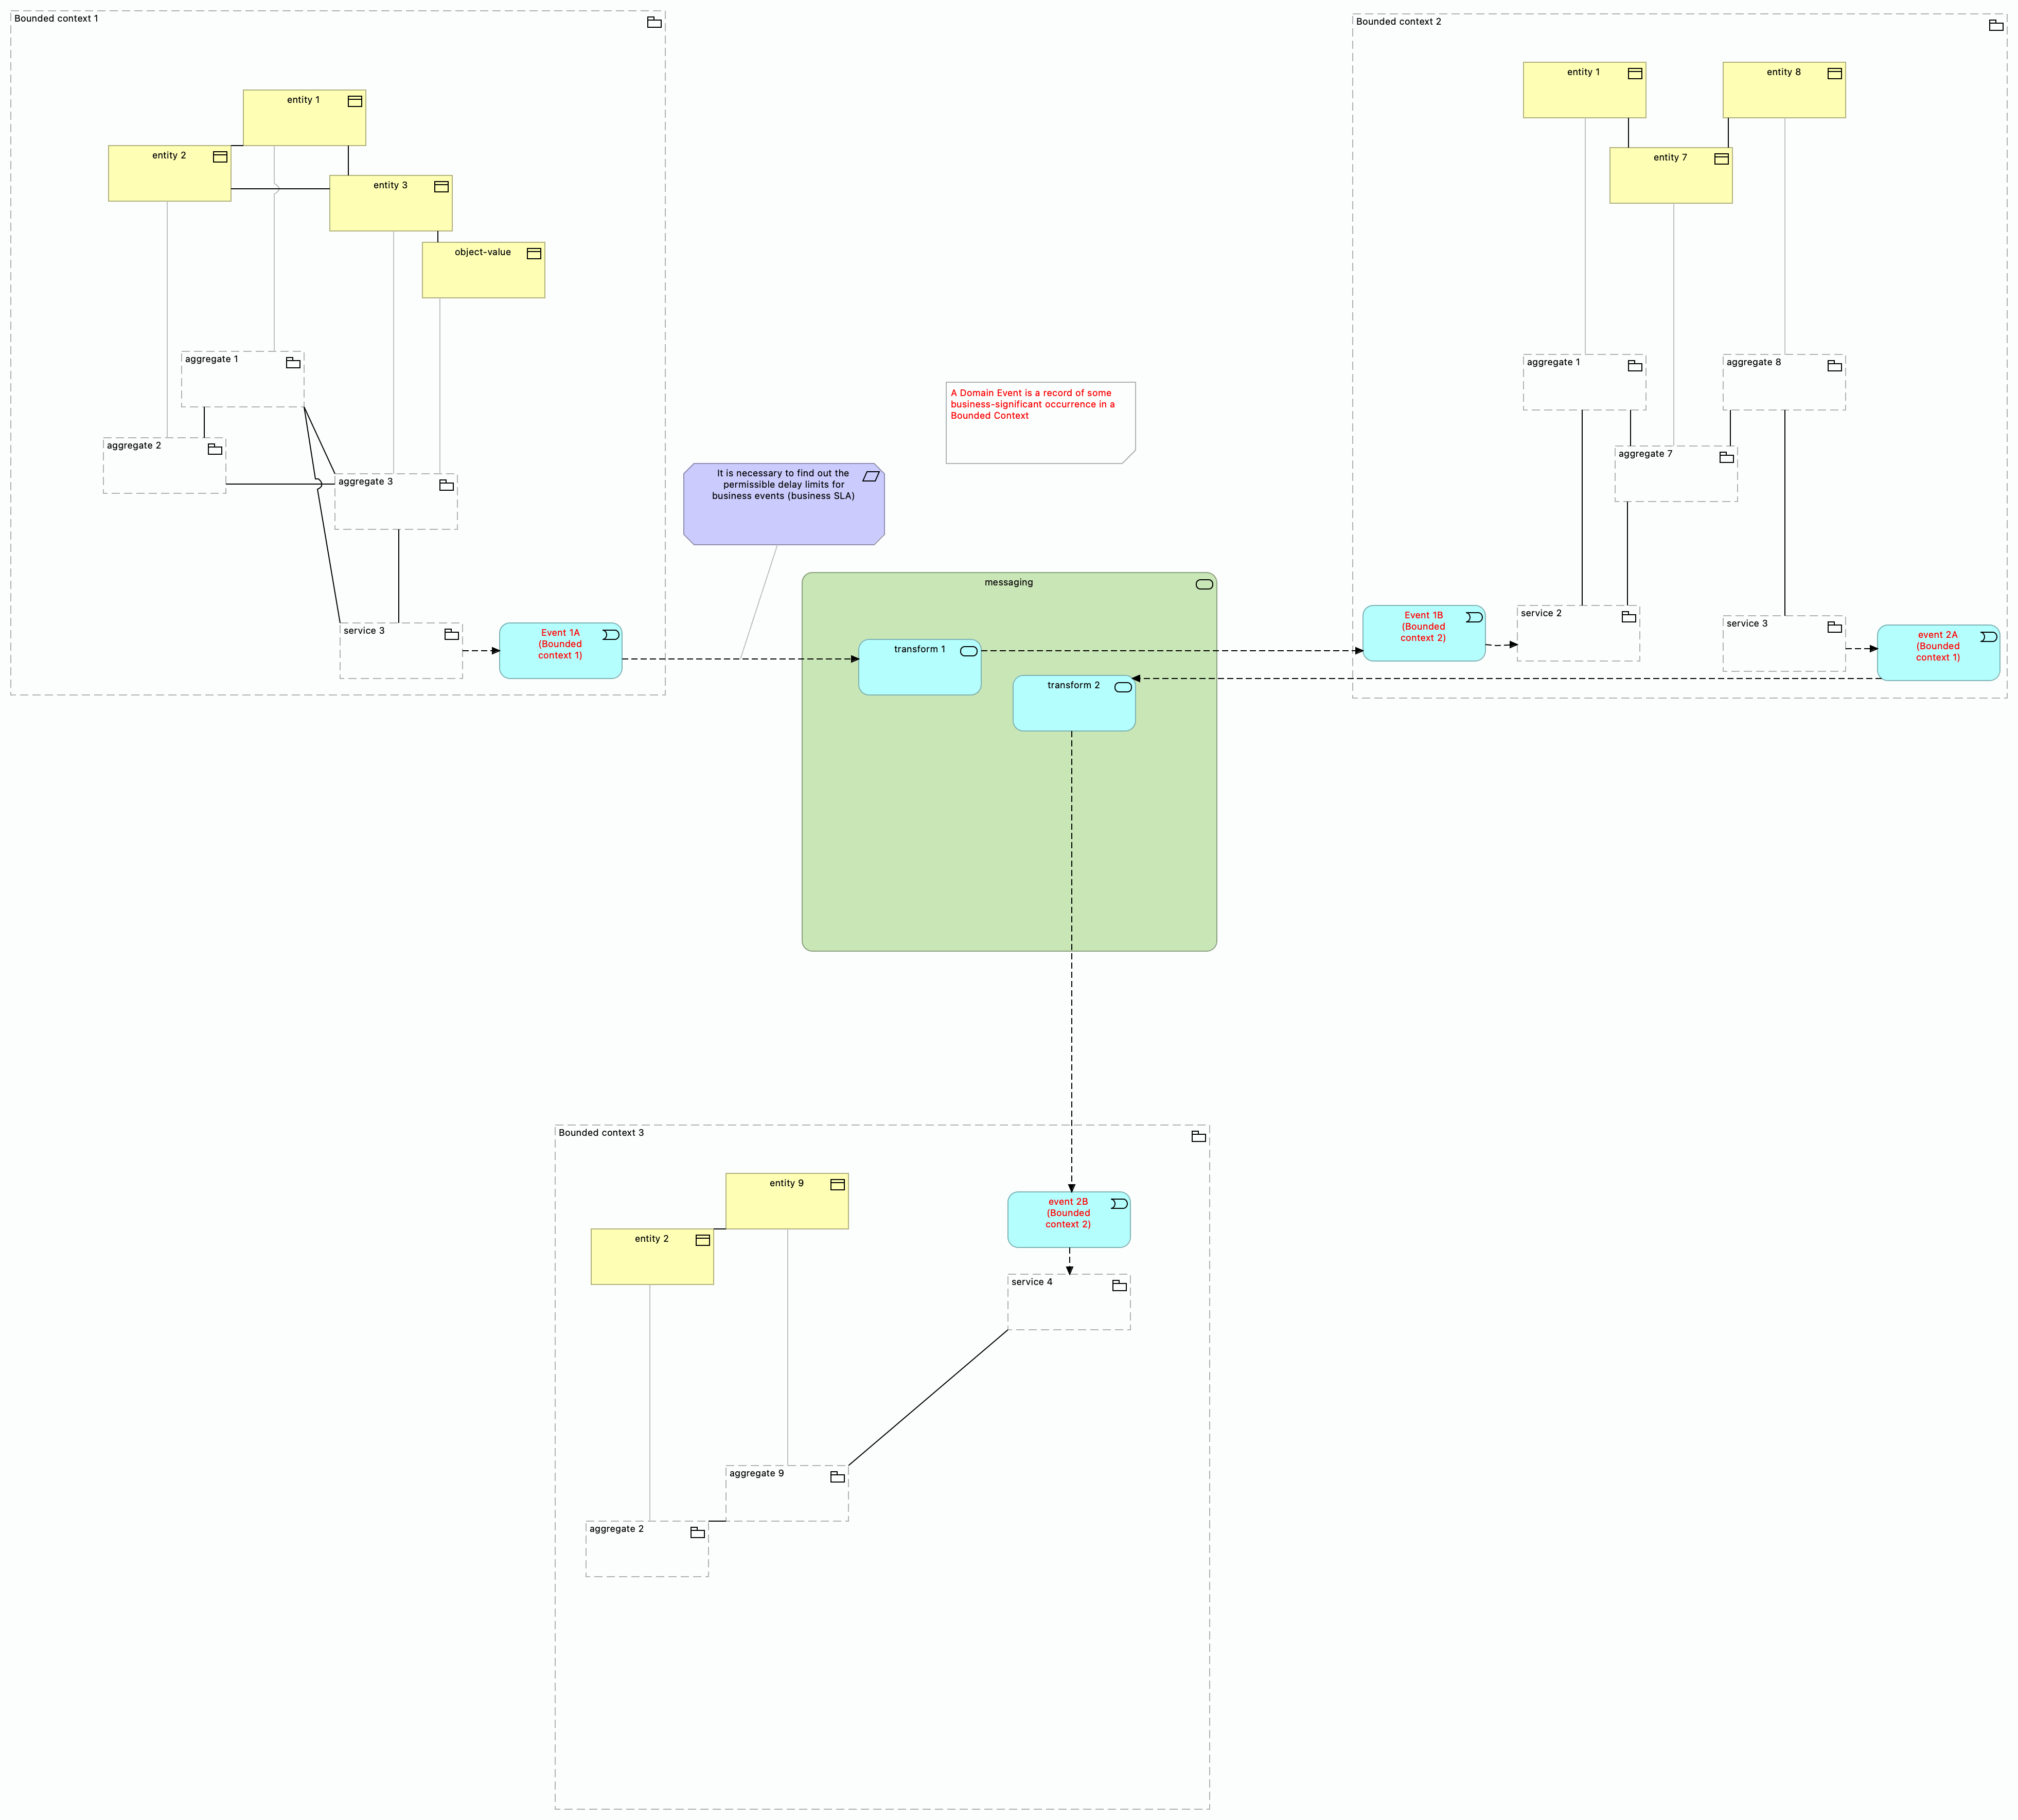 Bounded context 1
entity 1
entity 2
entity 3
object-value
aggregate 1
aggregate 2
aggregate 3
service 3
Event 1A
(Bounded
context 1)
It is necessary to find out the
permissible delay limits for
business events (business SLA)
A Domain Event is a record of some
business-significant occurrence in a
Bounded Context
messaging
transform 1
transform 2
Bounded context 2
entity 1
entity 8
entity 7
aggregate 1
aggregate 8
aggregate 7
Event 1B
(Bounded
context 2)
service 2
service 3
event 2A
(Bounded
context 1)
Bounded context 3
entity 9
entity 2
event 2B
(Bounded
context 2)
service 4
aggregate 9
aggregate 2